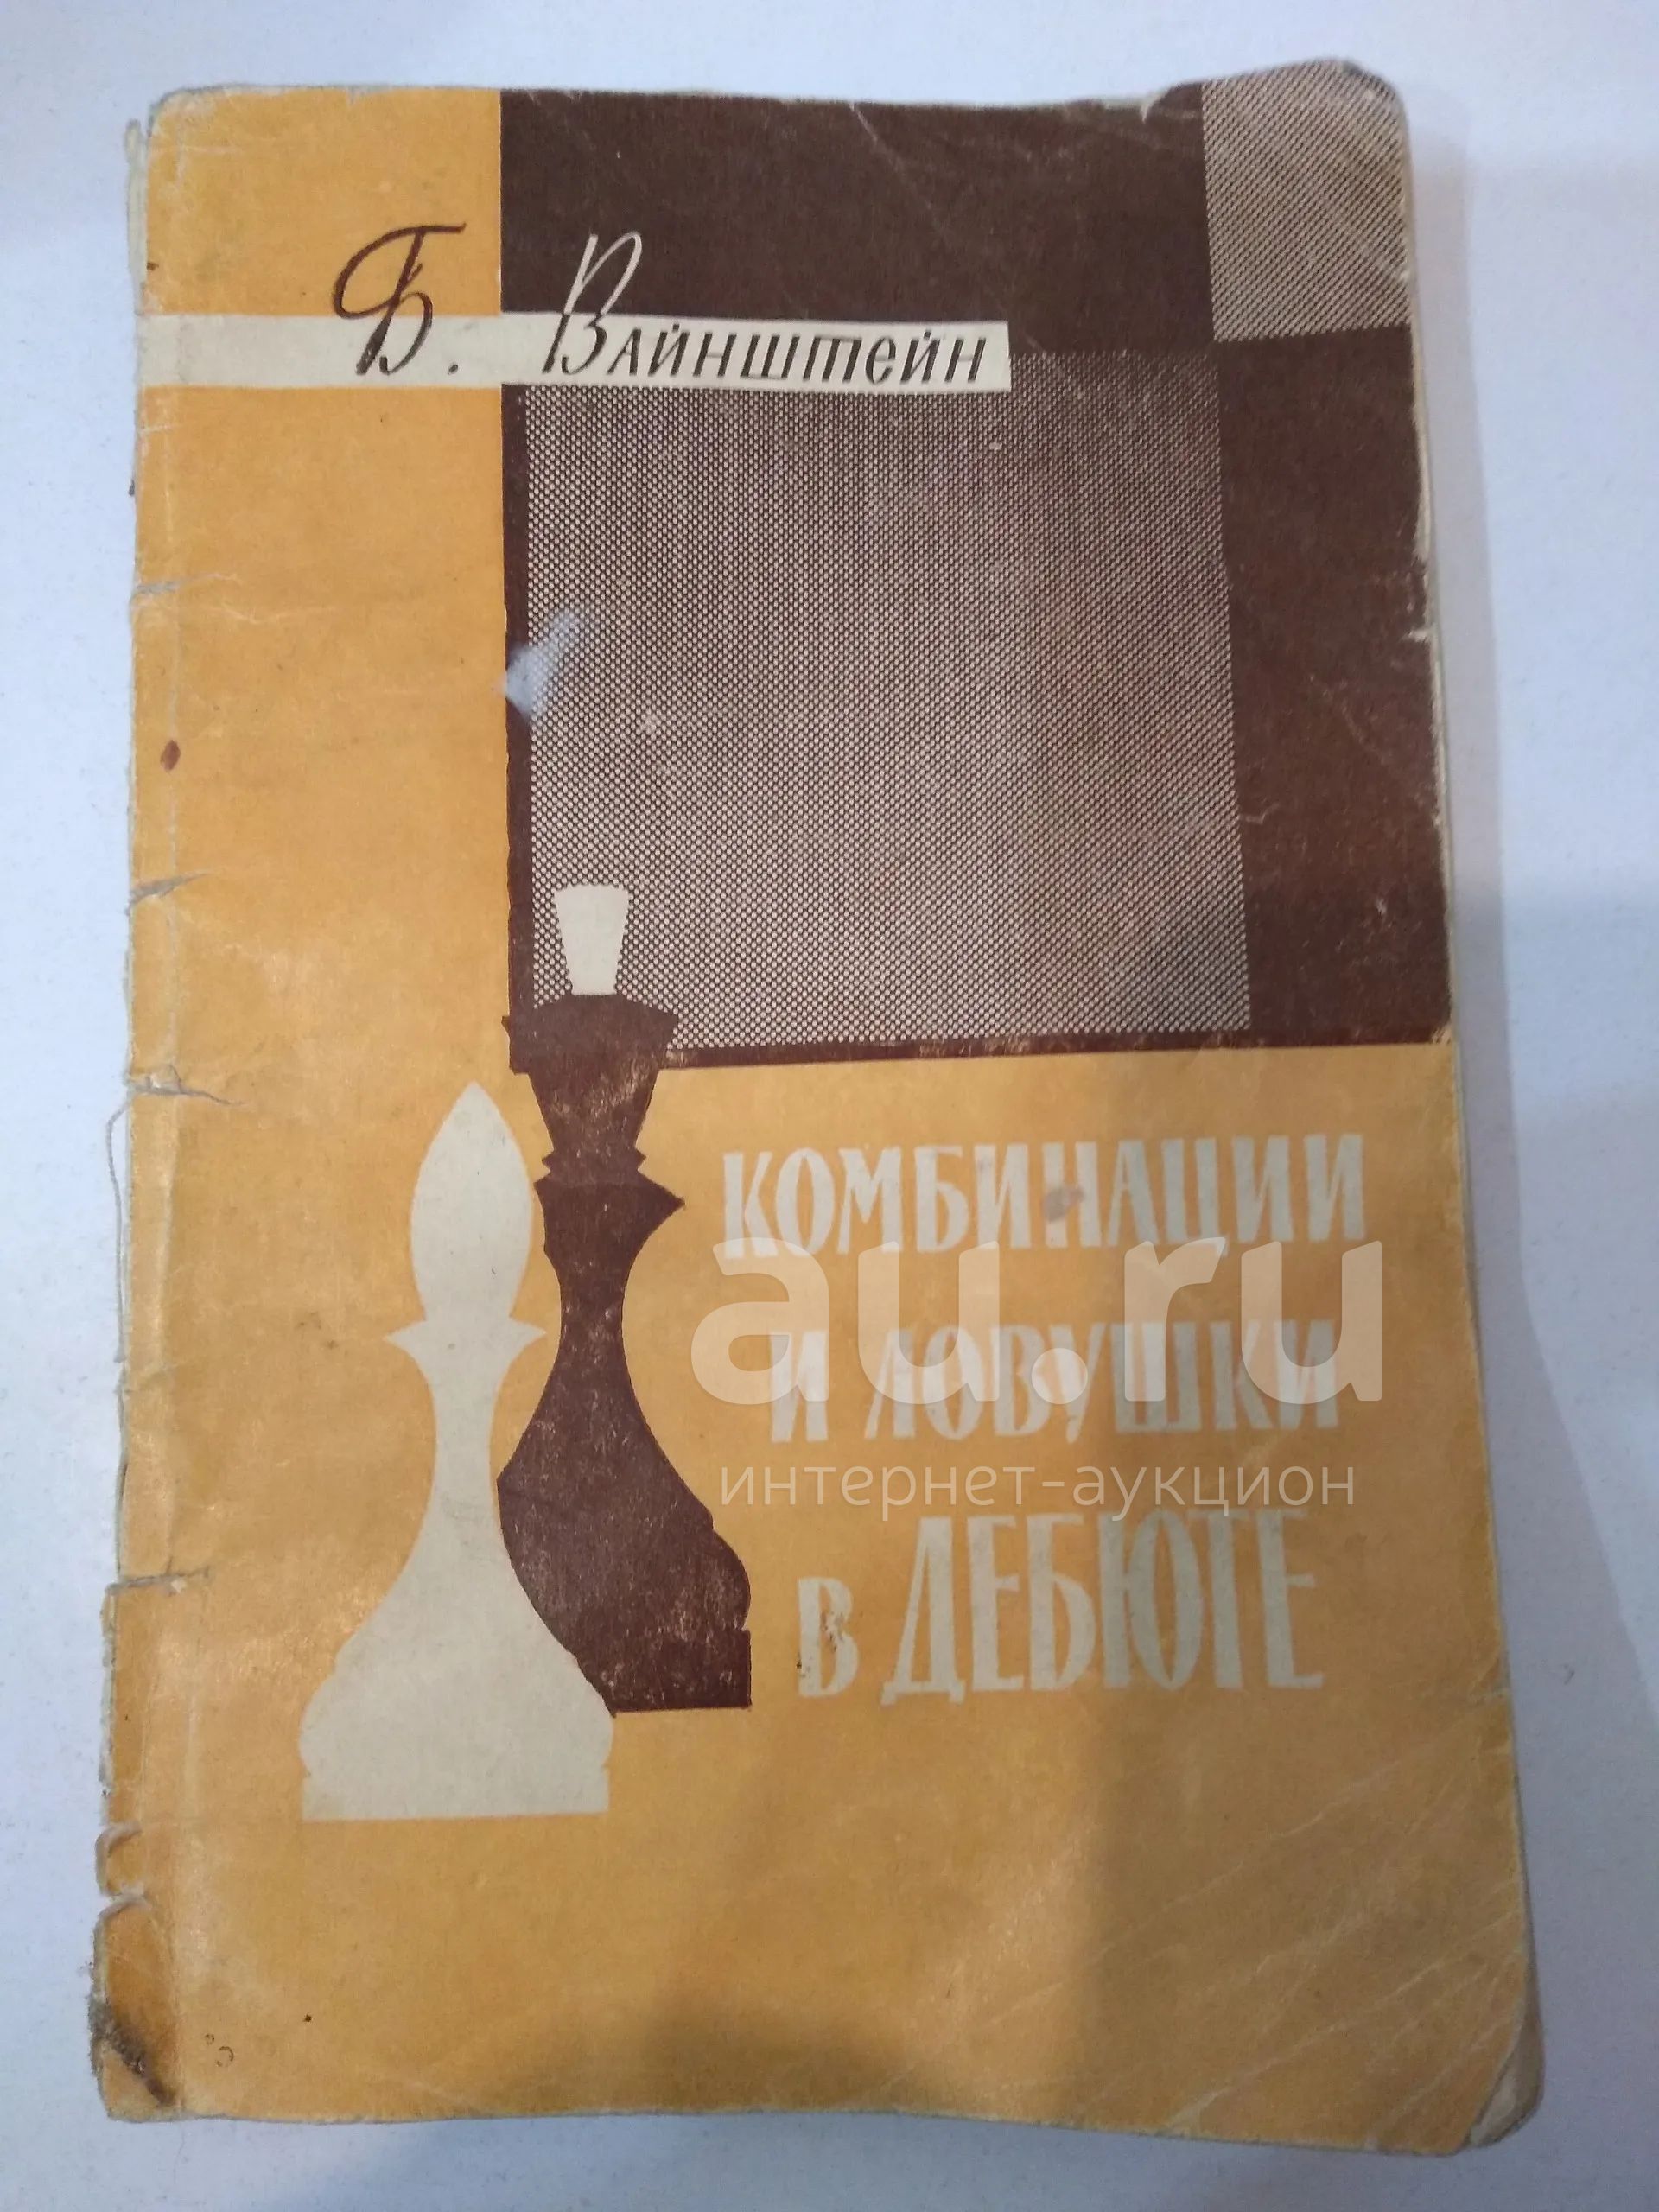 Б. Вайнштейн
КОМБИНАЦИИ
au.ru
И ЛОВУШКИ
интернет-аукцион
В ДЕБЮТЕ